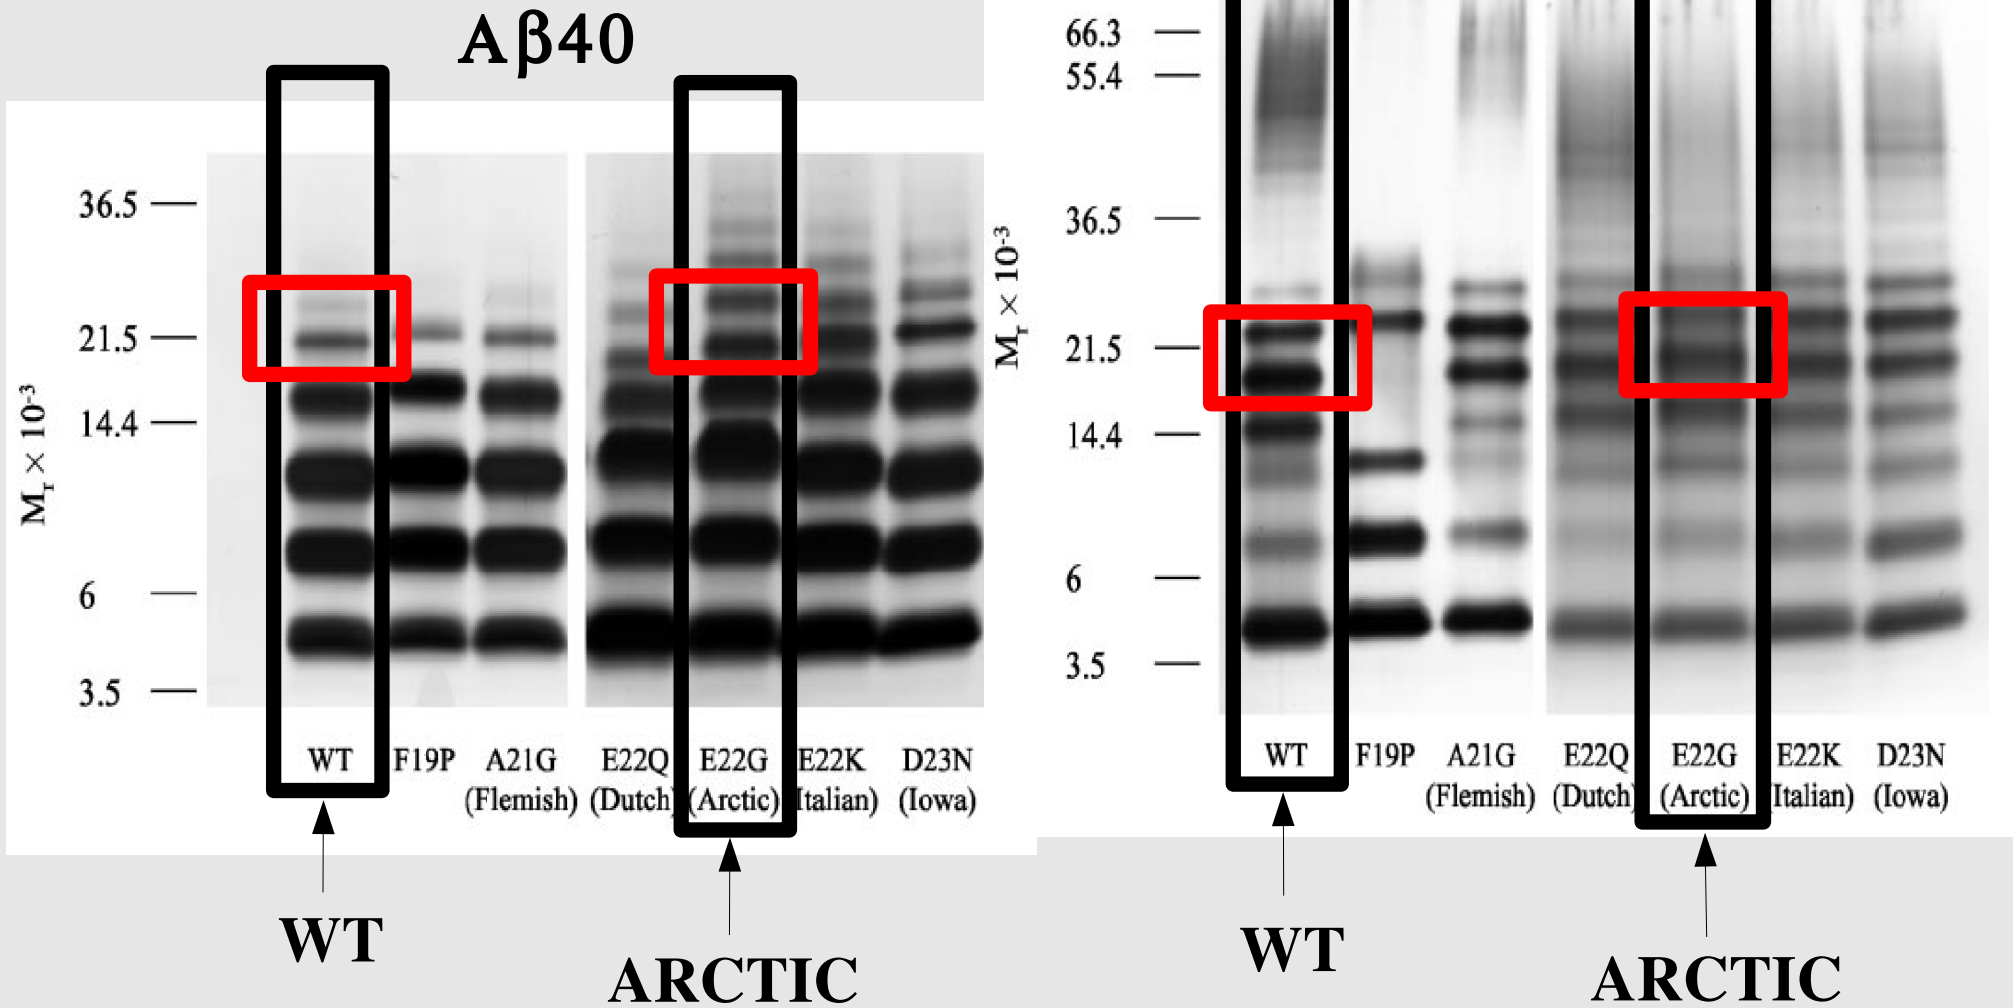 Aβ40
36.5
21.5
14.4
6
3.5
Mr × 10-3
WT F19P A21G E22Q E22G E22K D23N
(Flemish) (Dutch) (Arctic) Italian) (Iowa)
WT
ARCTIC
66.3
55.4
36.5
21.5
14.4
6
3.5
Mr × 10-3
WT F19P A21G E22Q E22G E22K D23N
(Flemish) (Dutch) (Arctic) Italian) (Iowa)
WT
ARCTIC